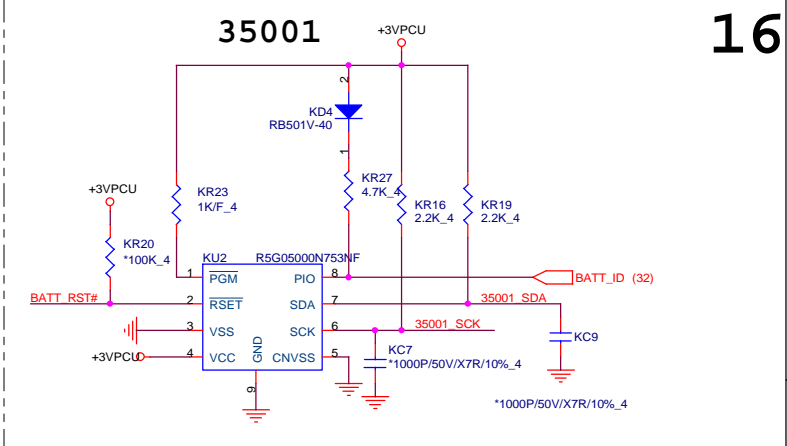 35001
16
+3VPCU
2
KD4
RB501V-40
1
KR27
4.7K_4
KR23
1K/F_4
KR16
2.2K_4
KR19
2.2K_4
+3VPCU
KR20
*100K_4
KU2
R5G05000N753NF
1
PGM
PIO
8
BATT_ID (32)
BATT_RST#
2
RSET
SDA
7
35001_SDA
3
VSS
SCK
6
35001_SCK
KC9
+3VPCU
4
VCC
GND
CNVSS
5
KC7
*1000P/50V/X7R/10%_4
9
*1000P/50V/X7R/10%_4